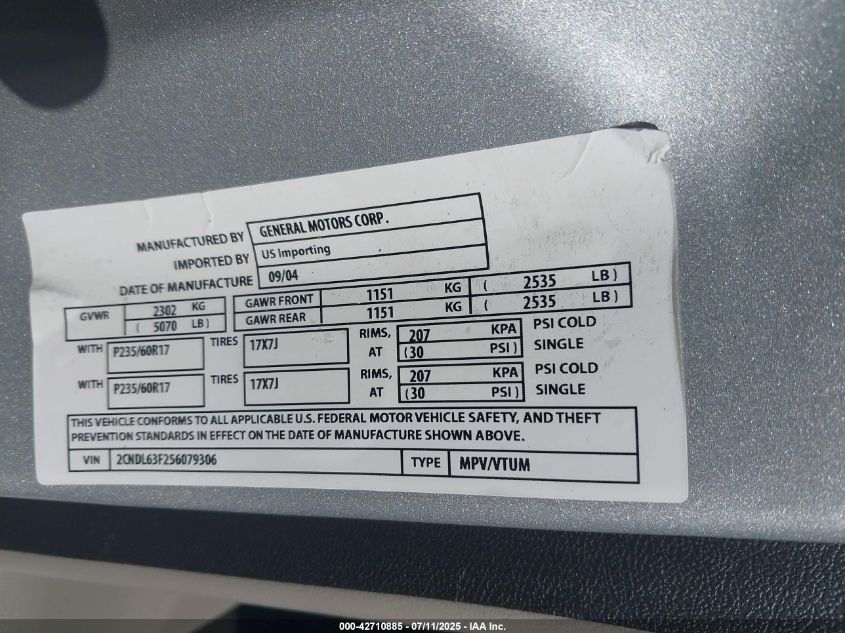 MANUFACTURED BY GENERAL MOTORS CORP.
IMPORTED BY US Importing
DATE OF MANUFACTURE 09/04
GVWR 2302 KG GAWR FRONT 1151 KG ( 2535 LB )
( 5070 LB ) GAWR REAR 1151 KG ( 2535 LB )
WITH P235/60R17 TIRES 17X7J RIMS, AT 207 KPA (30 PSI ) PSI COLD SINGLE
WITH P235/60R17 TIRES 17X7J RIMS, AT 207 KPA (30 PSI ) PSI COLD SINGLE
THIS VEHICLE CONFORMS TO ALL APPLICABLE U.S. FEDERAL MOTOR VEHICLE SAFETY, AND THEFT
PREVENTION STANDARDS IN EFFECT ON THE DATE OF MANUFACTURE SHOWN ABOVE.
VIN 2CNDL63F256079306 TYPE MPV/VTUM
000-42710885 - 07/11/2025 - IAA Inc.